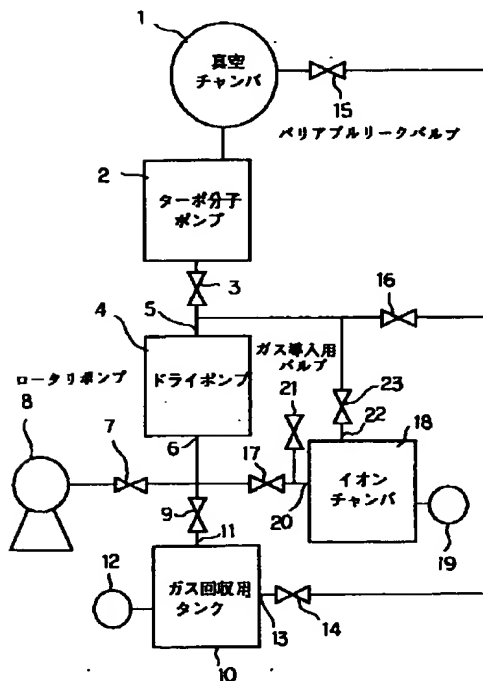 1
真空
チャンバ
15
バリアブルリークバルブ
2
ターボ分子
ポンプ
3
16
4
5
ガス導入用
バルブ
ロータリポンプ
ドライポンプ
21
23
8
22
18
7
6
17
イオン
チャンバ
9
20
11
19
12
ガス回収用
タンク
13
14
10